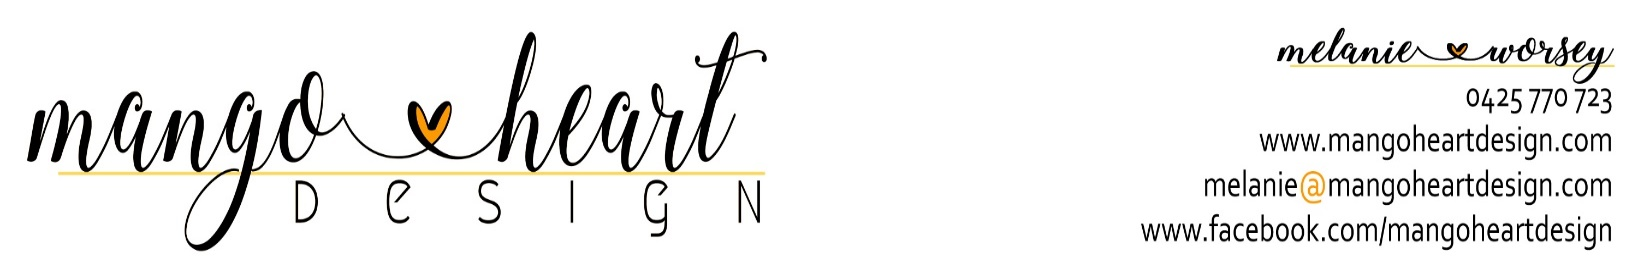 mango heart
DeSIGN
melanie worsey
0425 770 723
www.mangoheartdesign.com
melanie@mangoheartdesign.com
www.facebook.com/mangoheartdesign